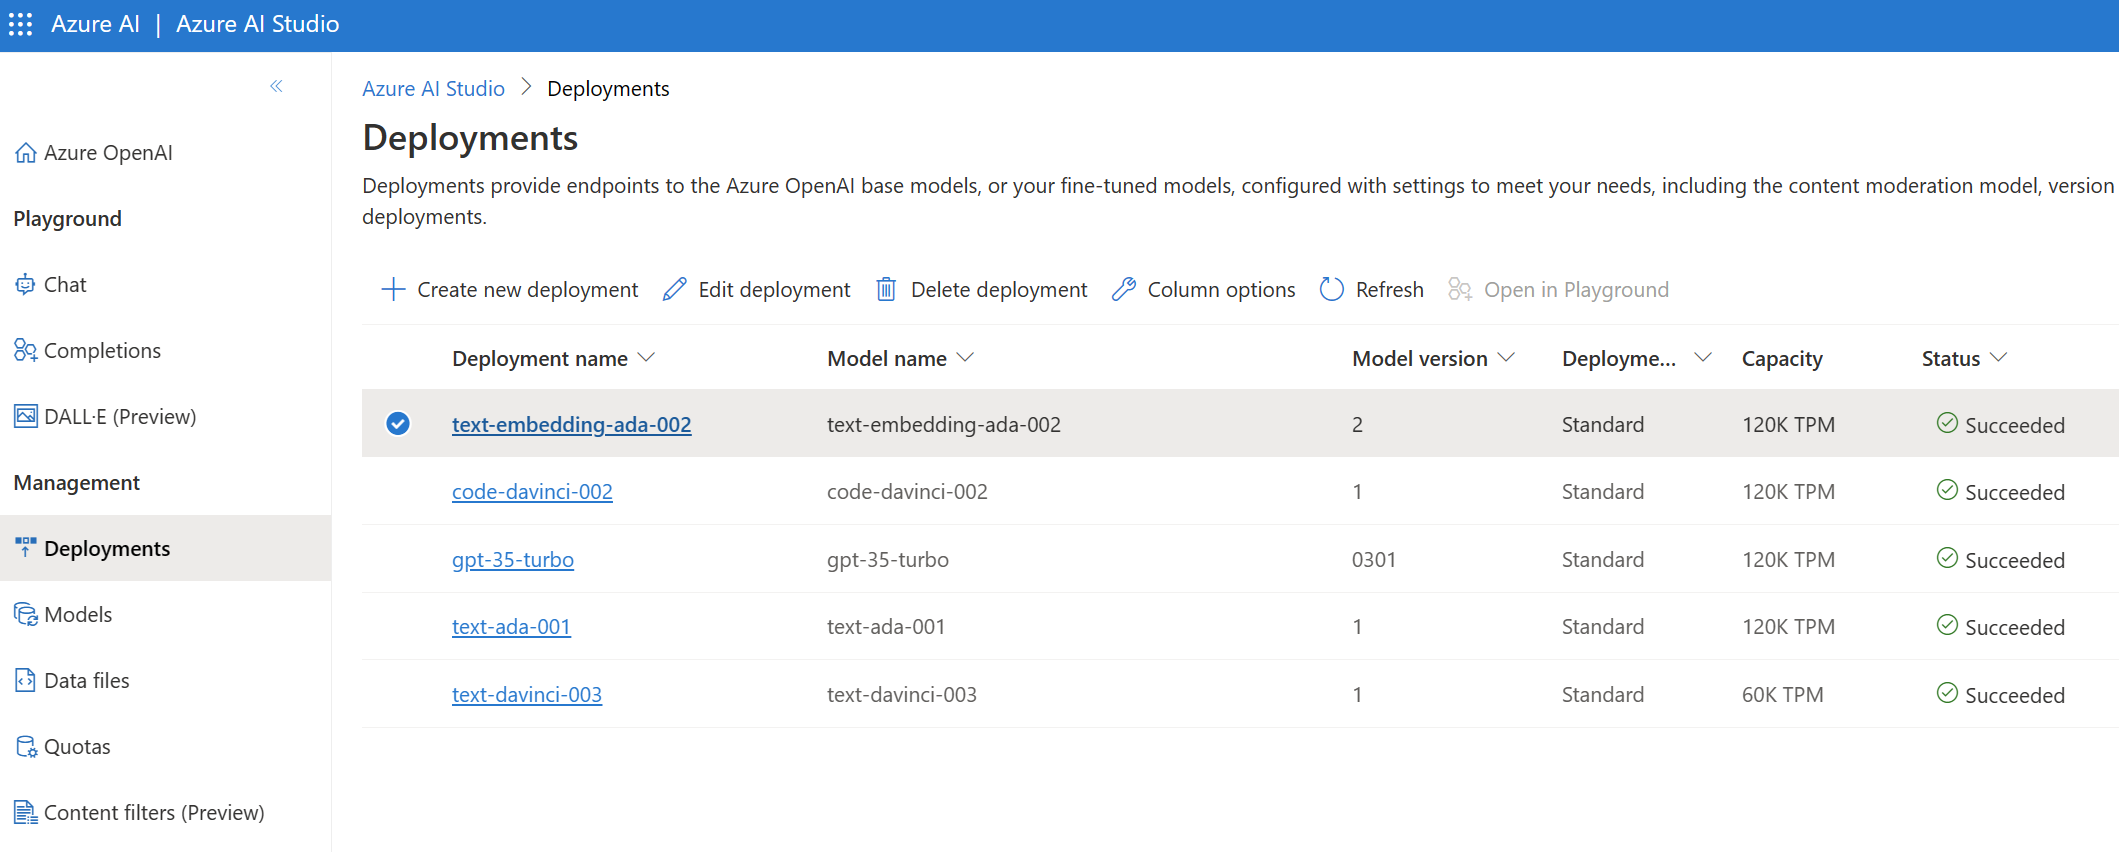 Azure AI | Azure AI Studio
Azure OpenAI
Playground
Chat
Completions
DALL·E (Preview)
Management
Deployments
Models
Data files
Quotas
Content filters (Preview)
Azure AI Studio > Deployments
Deployments
Deployments provide endpoints to the Azure OpenAI base models, or your fine-tuned models, configured with settings to meet your needs, including the content moderation model, version
deployments.
Create new deployment Edit deployment Delete deployment Column options Refresh Open in Playground
Deployment name Model name Model version Deployme... Capacity Status
text-embedding-ada-002 text-embedding-ada-002 2 Standard 120K TPM Succeeded
code-davinci-002 code-davinci-002 1 Standard 120K TPM Succeeded
gpt-35-turbo gpt-35-turbo 0301 Standard 120K TPM Succeeded
text-ada-001 text-ada-001 1 Standard 120K TPM Succeeded
text-davinci-003 text-davinci-003 1 Standard 60K TPM Succeeded